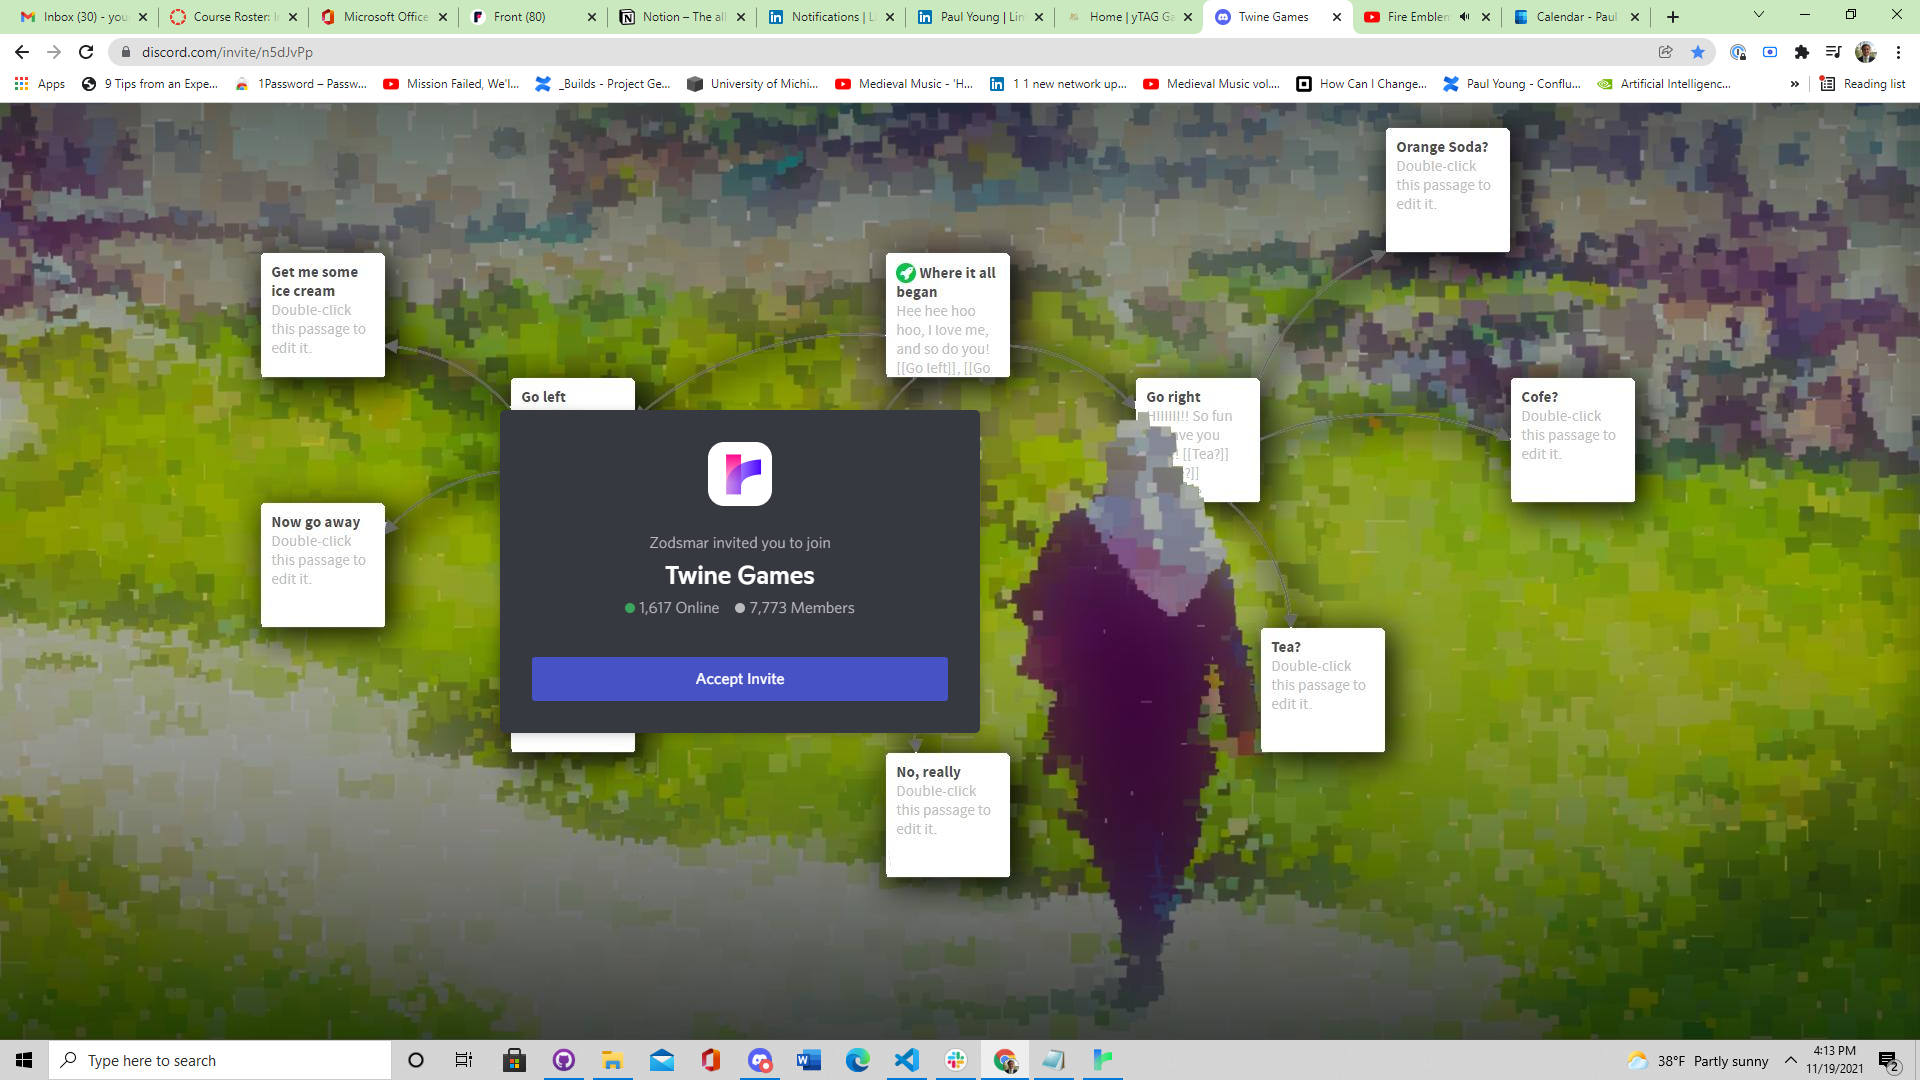 Inbox (30) - you
Course Roster: I
Microsoft Office
Front (80)
Notion – The all
Notifications | L
Paul Young | Lin
Home | yTAG Ga
Twine Games
Fire Emblem
Calendar - Paul
discord.com/invite/n5dJvPp
Apps
9 Tips from an Expe...
1Password – Passw...
Mission Failed, We'l...
_Builds - Project Ge...
University of Michi...
Medieval Music - 'H...
1 1 new network up...
Medieval Music vol....
How Can I Change...
Paul Young - Conflu...
Artificial Intelligenc...
»
Reading list
Orange Soda?
Double-click
this passage to
edit it.
Get me some
ice cream
Double-click
this passage to
edit it.
Where it all
began
Hee hee hoo
hoo, I love me,
and so do you!
[[Go left]], [[Go
Go left
Go right
HIIIIIII!! So fun
ve you
! [[Tea?]]
?]]
Cofe?
Double-click
this passage to
edit it.
Now go away
Double-click
this passage to
edit it.
Zodsmar invited you to join
Twine Games
1,617 Online 7,773 Members
Accept Invite
Tea?
Double-click
this passage to
edit it.
No, really
Double-click
this passage to
edit it.
Type here to search
38°F Partly sunny
4:13 PM
11/19/2021
2